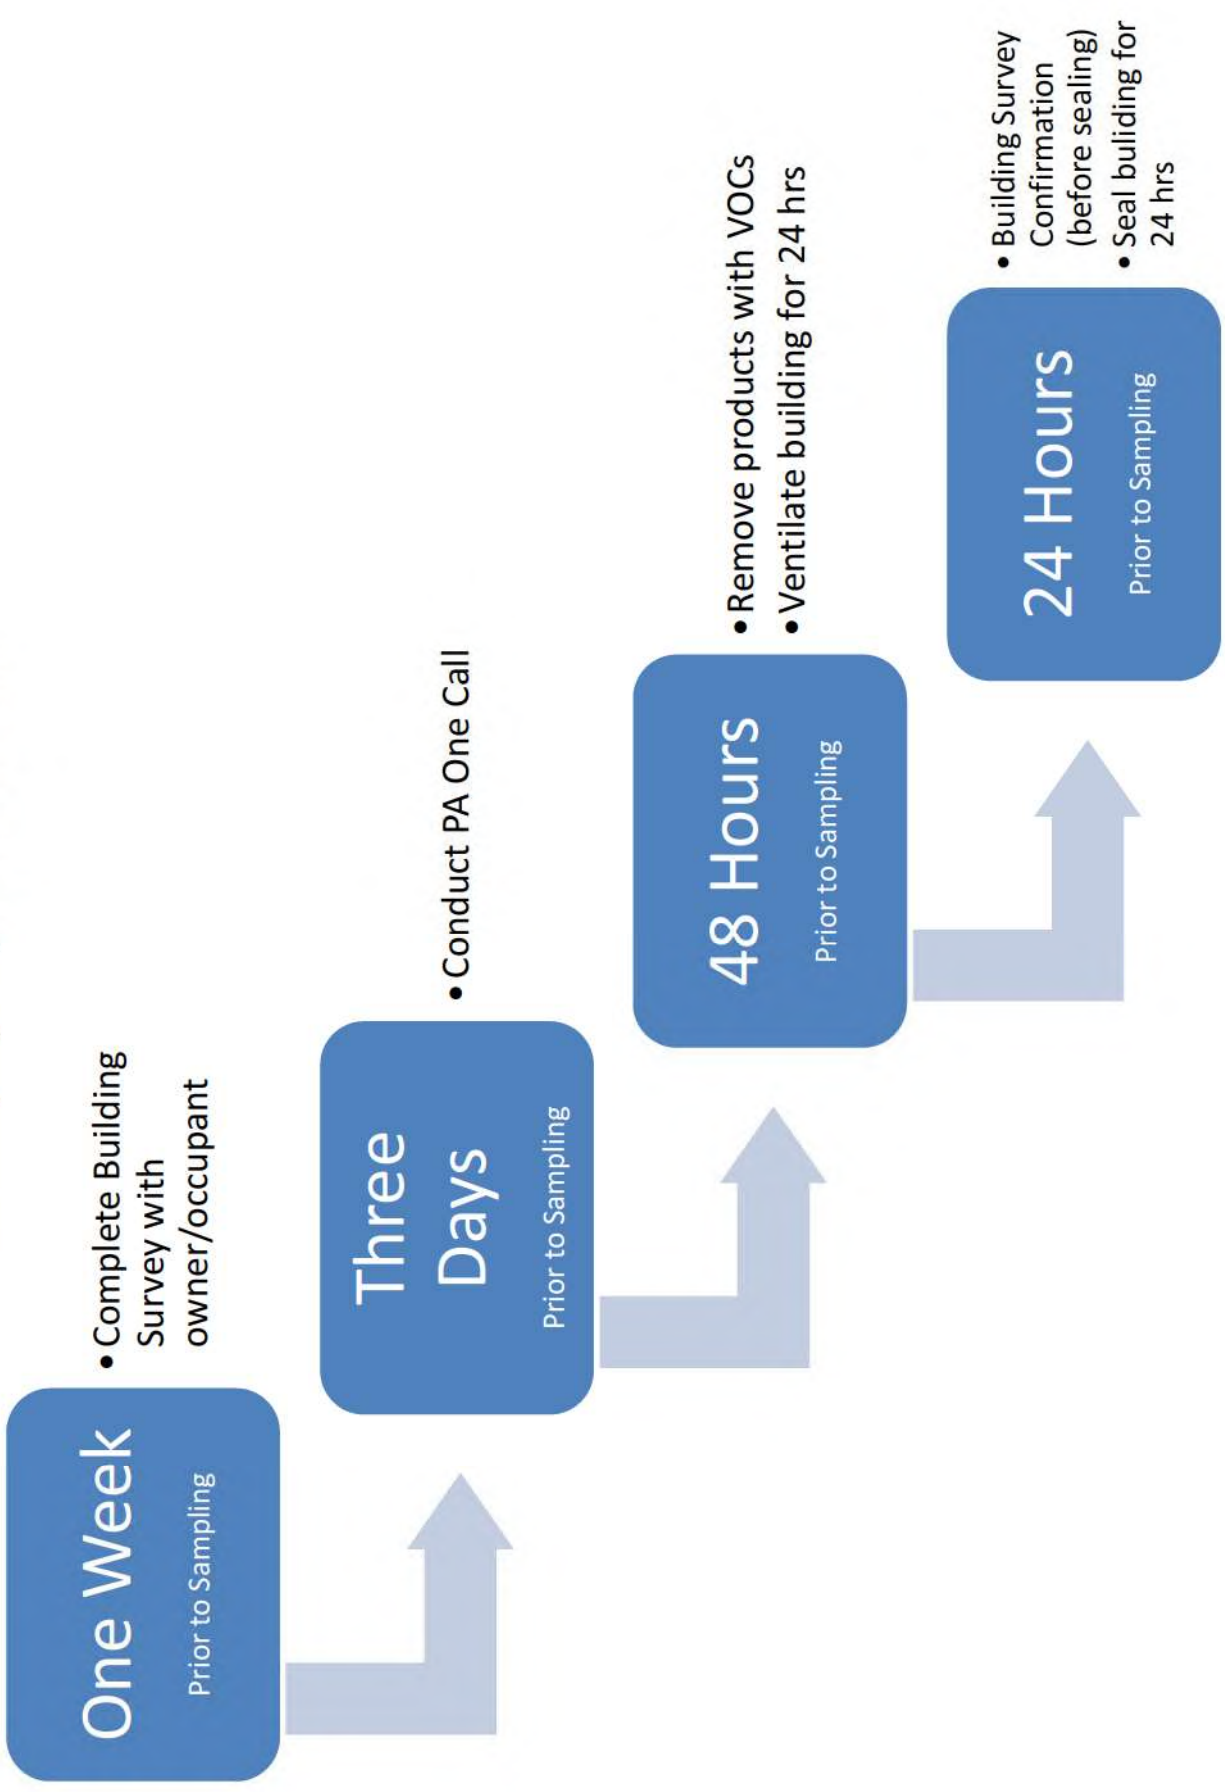 One Week
Prior to Sampling
• Complete Building
Survey with
owner/occupant
Three
Days
Prior to Sampling
• Conduct PA One Call
48 Hours
Prior to Sampling
• Remove products with VOCs
• Ventilate building for 24 hrs
24 Hours
Prior to Sampling
• Building Survey
Confirmation
(before sealing)
• Seal buliding for
24 hrs